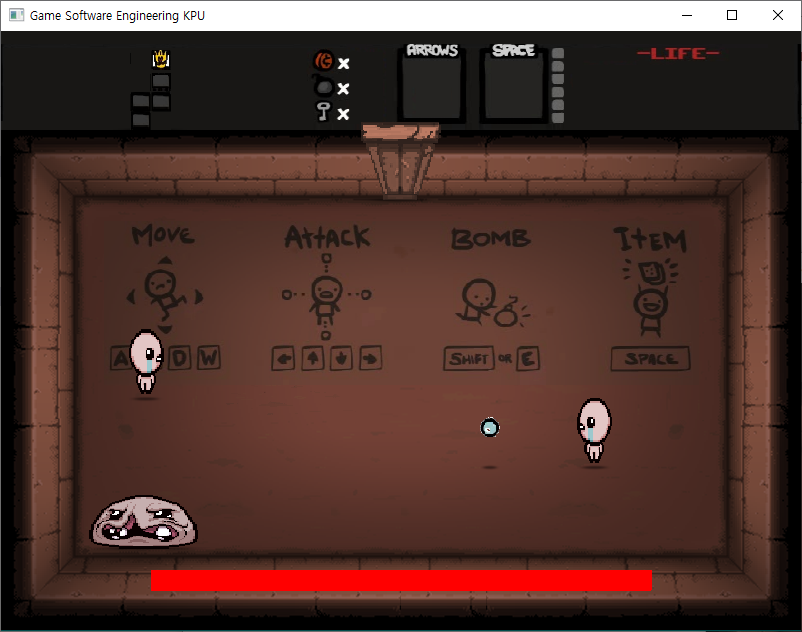 Game Software Engineering KPU
ARROWS SPACE -LIFE-
x
x
x
MOVE ATTACK BOMB ITEM
A D W SHIFT OR E SPACE